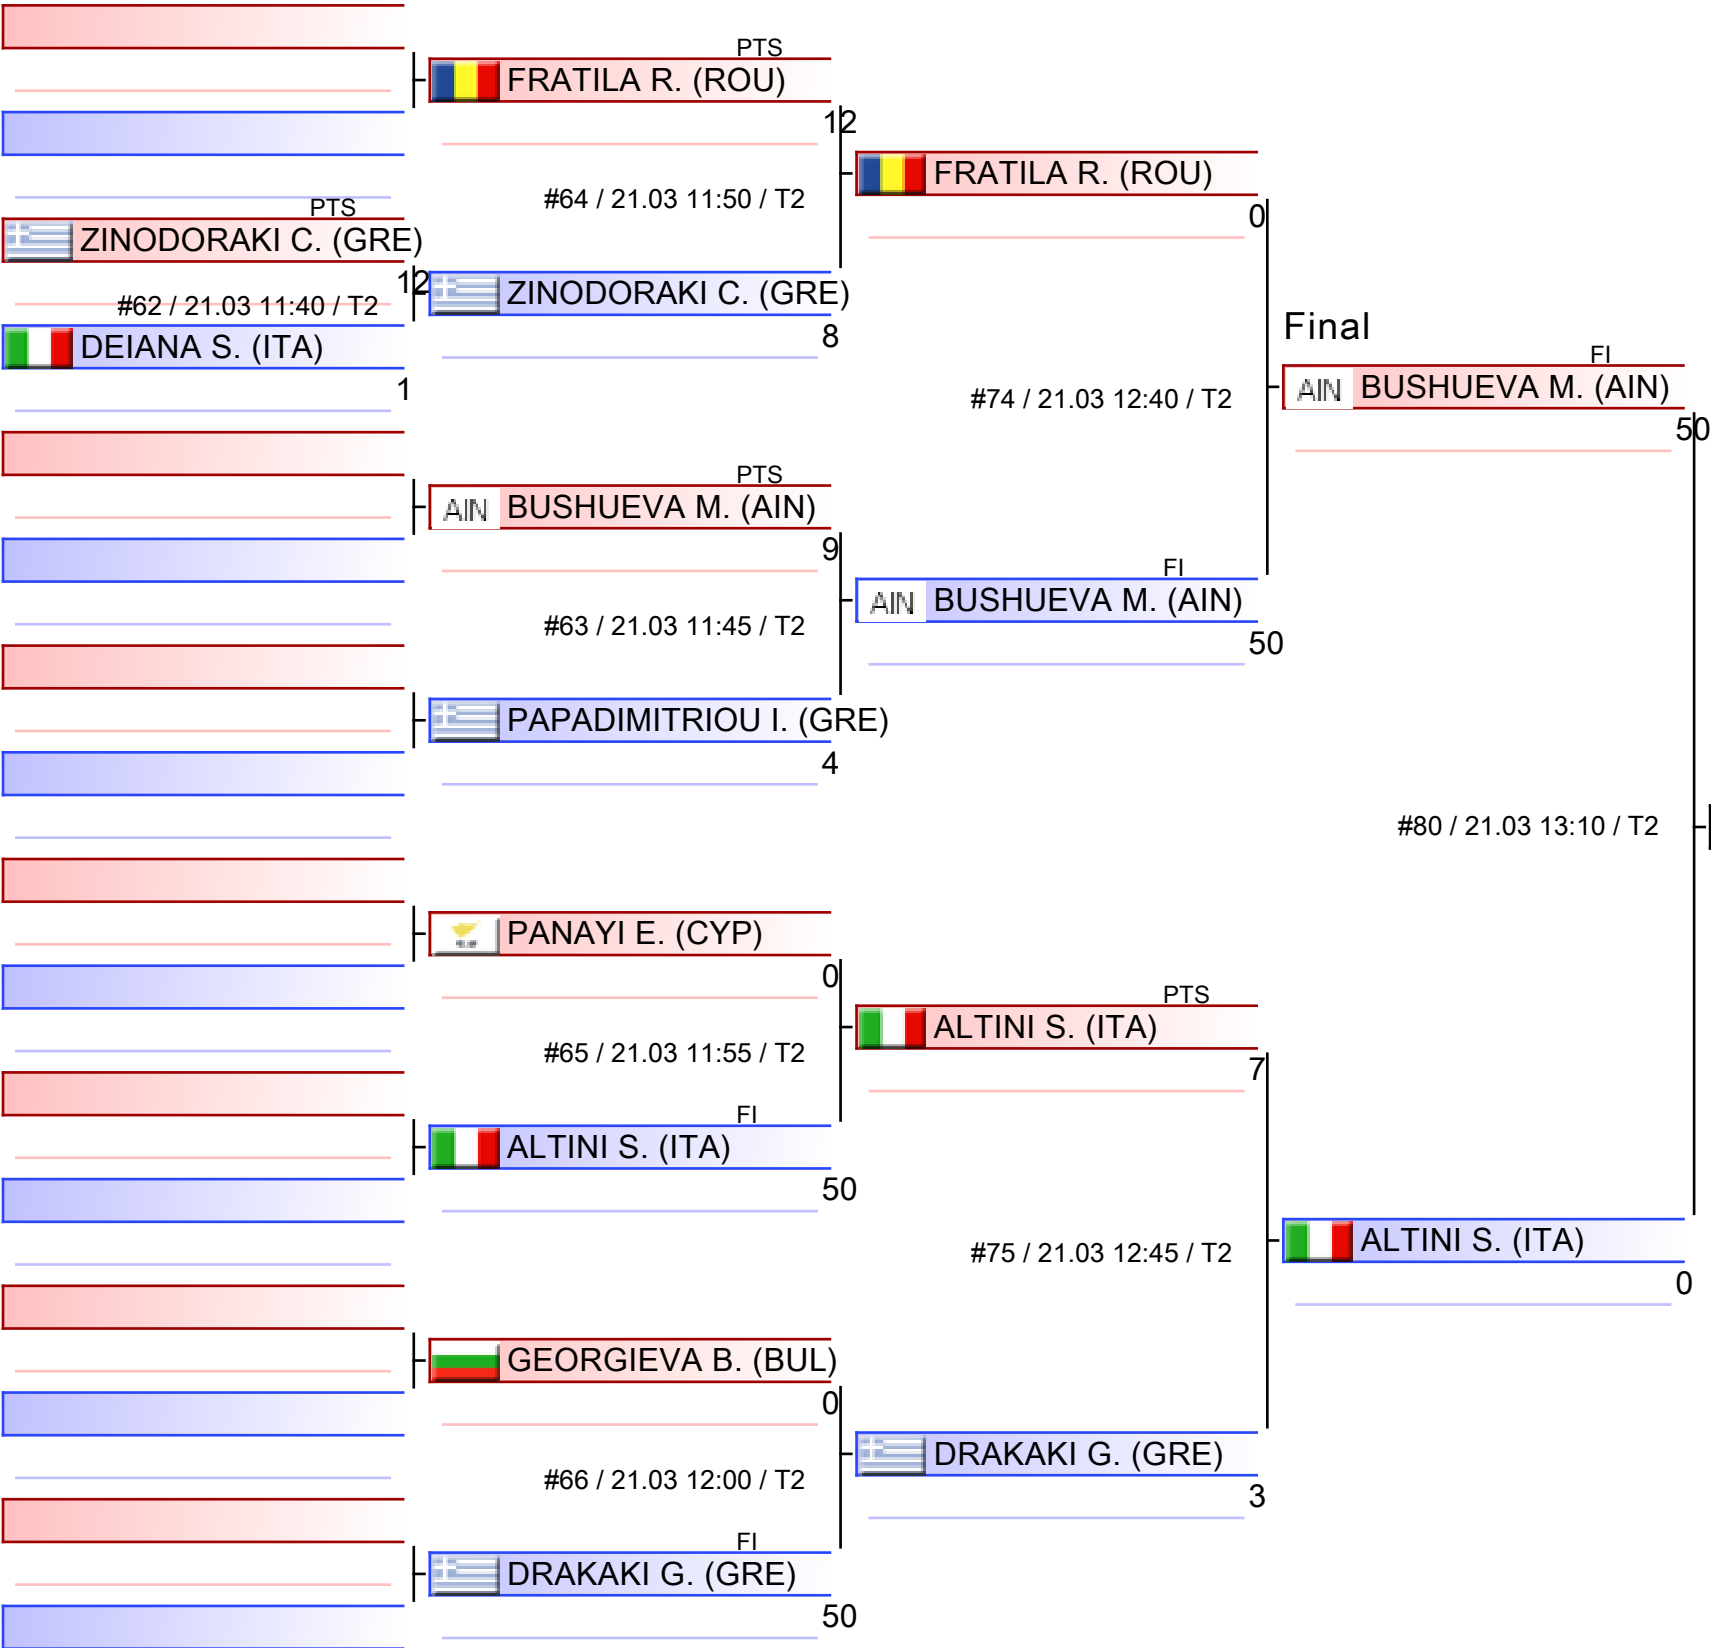 PTS
FRATILA R. (ROU)
12
#64 / 21.03 11:50 / T2
FRATILA R. (ROU)
0
PTS
ZINODORAKI C. (GRE)
12
#62 / 21.03 11:40 / T2
ZINODORAKI C. (GRE)
8
DEIANA S. (ITA)
1
#74 / 21.03 12:40 / T2
Final
FI
AIN BUSHUEVA M. (AIN)
50
PTS
AIN BUSHUEVA M. (AIN)
9
#63 / 21.03 11:45 / T2
FI
AIN BUSHUEVA M. (AIN)
50
PAPADIMITRIOU I. (GRE)
4
#80 / 21.03 13:10 / T2
PANAYI E. (CYP)
0
#65 / 21.03 11:55 / T2
PTS
ALTINI S. (ITA)
7
FI
ALTINI S. (ITA)
50
#75 / 21.03 12:45 / T2
ALTINI S. (ITA)
0
GEORGIEVA B. (BUL)
0
#66 / 21.03 12:00 / T2
DRAKAKI G. (GRE)
3
FI
DRAKAKI G. (GRE)
50